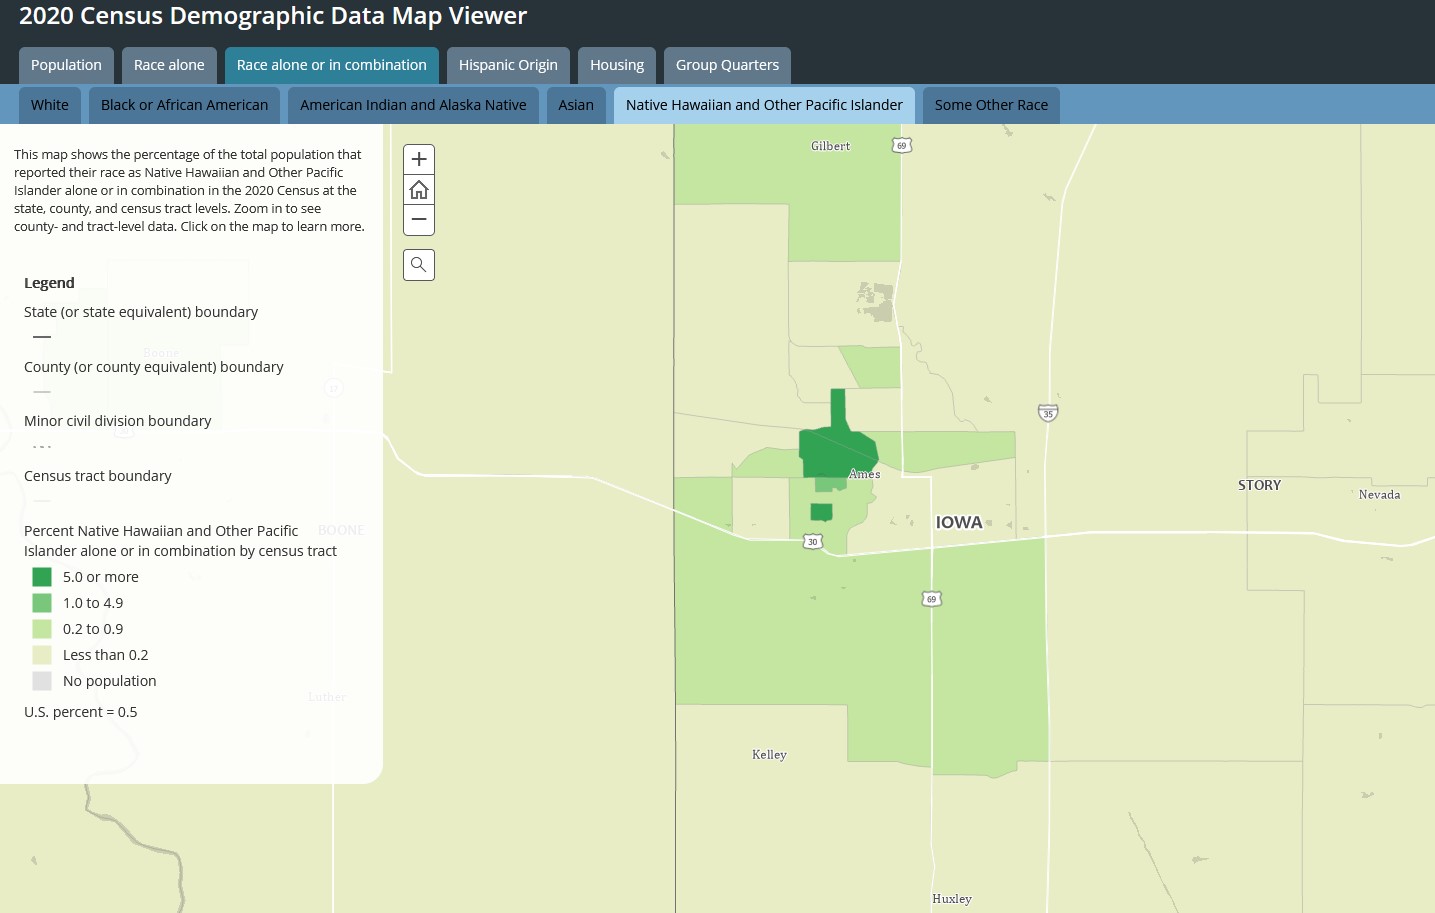 2020 Census Demographic Data Map Viewer
Population
Race alone
Race alone or in combination
Hispanic Origin
Housing
Group Quarters
White
Black or African American
American Indian and Alaska Native
Asian
Native Hawaiian and Other Pacific Islander
Some Other Race
This map shows the percentage of the total population that
reported their race as Native Hawaiian and Other Pacific
Islander alone or in combination in the 2020 Census at the
state, county, and census tract levels. Zoom in to see
county- and tract-level data. Click on the map to learn more.
Legend
State (or state equivalent) boundary
County (or county equivalent) boundary
Minor civil division boundary
Census tract boundary
Percent Native Hawaiian and Other Pacific
Islander alone or in combination by census tract
5.0 or more
1.0 to 4.9
0.2 to 0.9
Less than 0.2
No population
U.S. percent = 0.5
Boone
17
BOONE
Luther
Gilbert
69
35
Ames
STORY
Nevada
IOWA
30
69
Kelley
Huxley